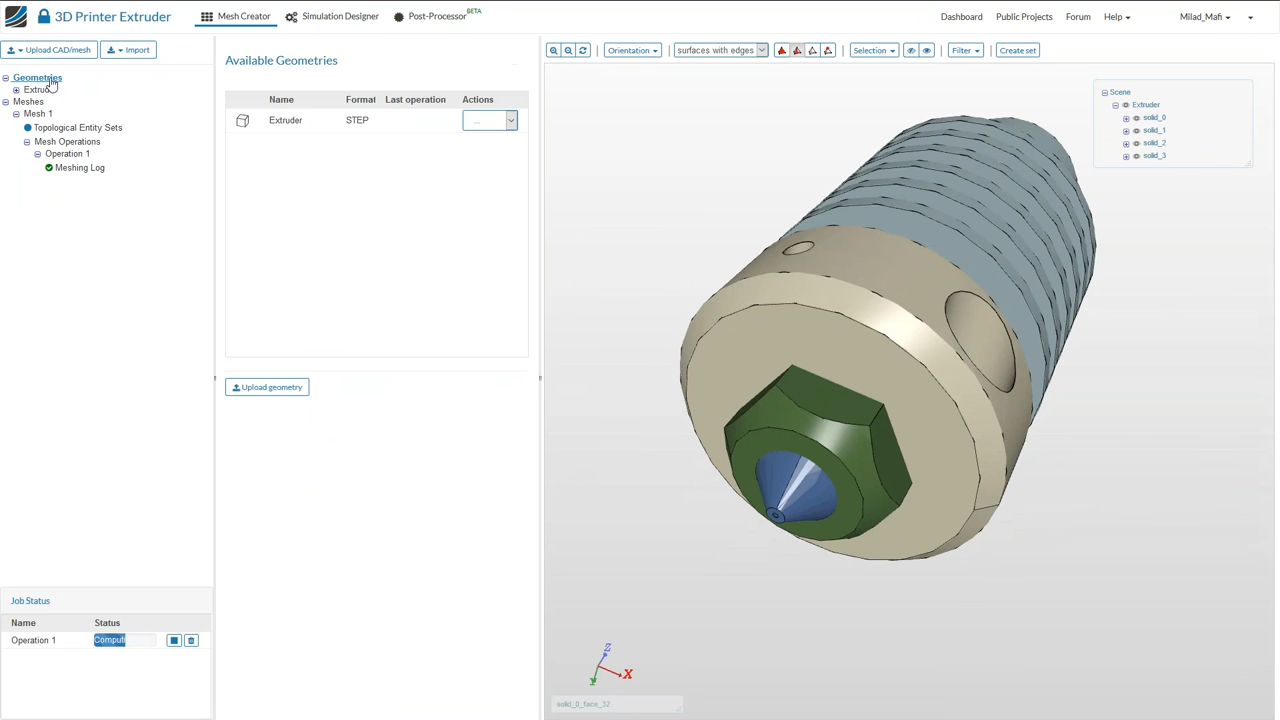 3D Printer Extruder
Mesh Creator
Simulation Designer
Post-Processor BETA
Dashboard
Public Projects
Forum
Help
Milad_Mafi
Upload CAD/mesh
Import
Geometries
Meshes
Mesh 1
Topological Entity Sets
Mesh Operations
Operation 1
Meshing Log
Available Geometries
Name Format Last operation Actions
Extruder STEP ...
Upload geometry
Orientation
surfaces with edges
Selection
Filter
Create set
Scene
Extruder
solid_0
solid_1
solid_2
solid_3
Z
X
Y
solid_0_face_32
Job Status
Name Status
Operation 1